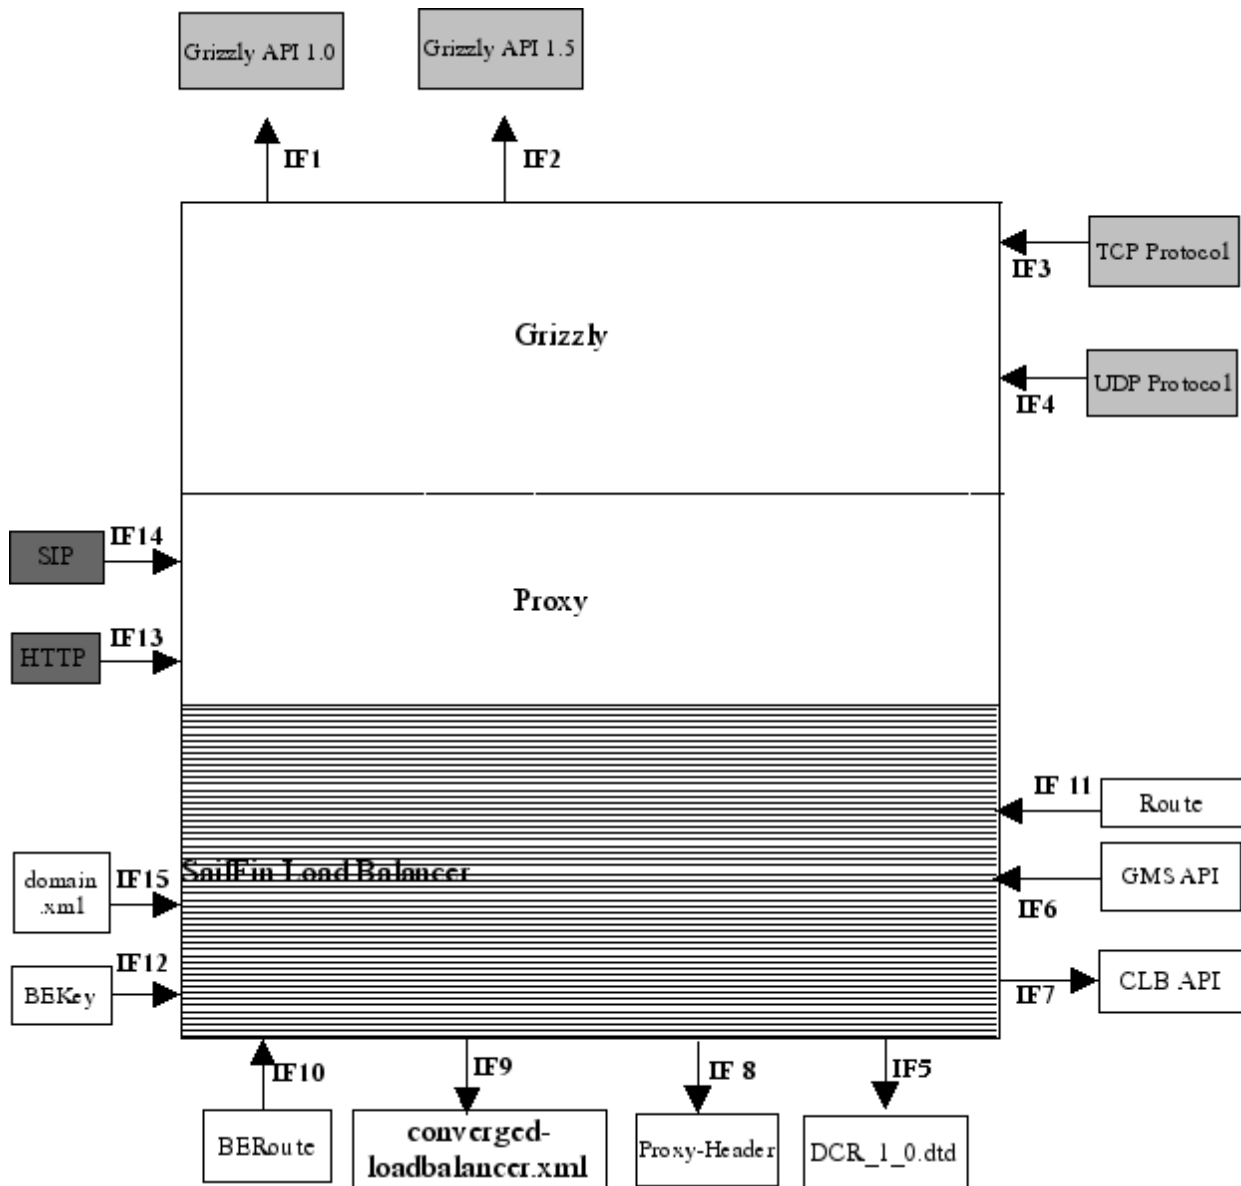 Grizzly API 1.0
Grizzly API 1.5
IF1
IF2
TCP Protocol
IF3
Grizzly
UDP Protocol
IF4
SIP
IF14
Proxy
HTTP
IF13
IF 11
Route
SailFin Load Balancer
domain
.xml
IF15
GMS API
IF6
BEKey
IF12
CLB API
IF7
IF10
IF9
IF 8
IF5
BERoute
converged-
loadbalancer.xml
Proxy-Header
DCR_1_0.dtd